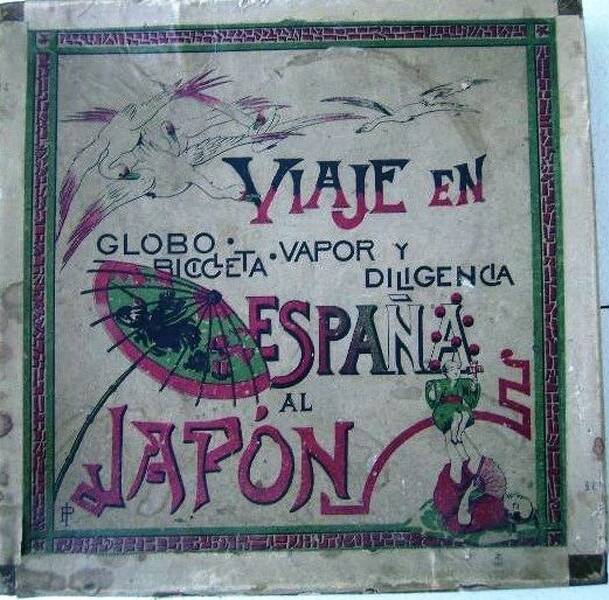 VIAJE EN
GLOBO · BICICLETA · VAPOR Y DILIGENCIA
ESPAÑA
AL
JAPÓN